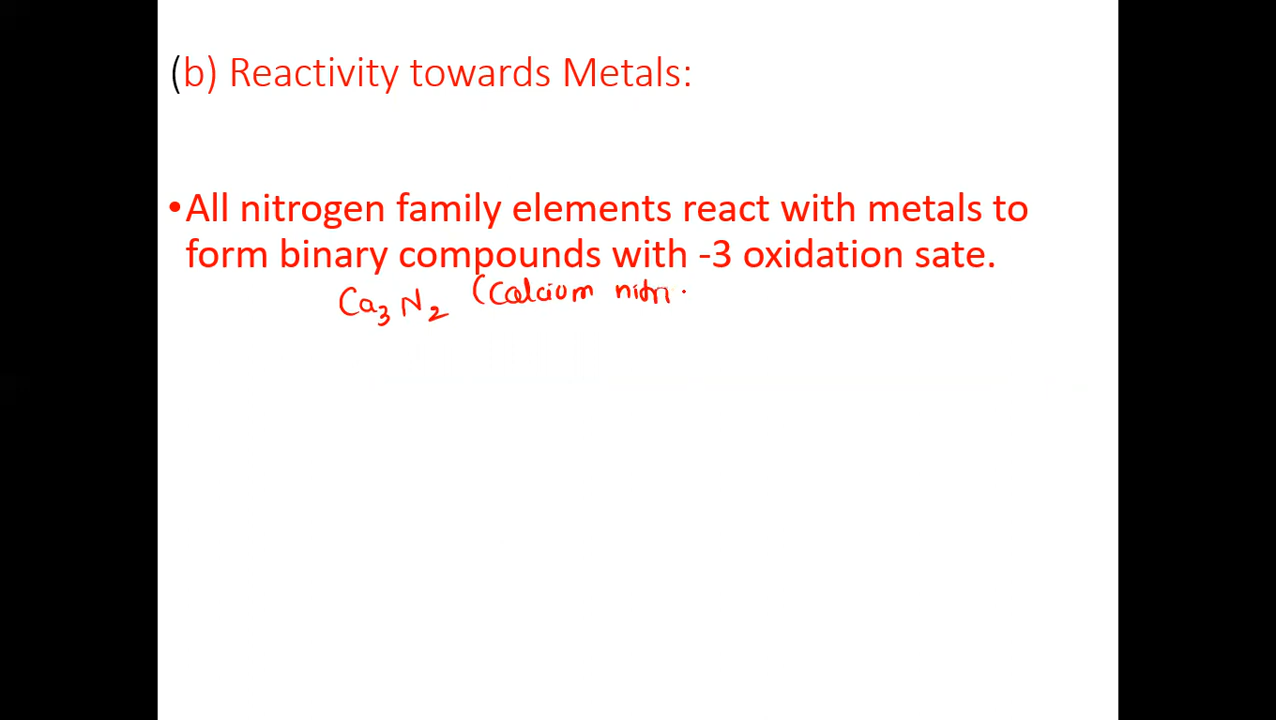 (b) Reactivity towards Metals:
•All nitrogen family elements react with metals to
form binary compounds with -3 oxidation sate.
Ca₃N₂ (Calcium nitri